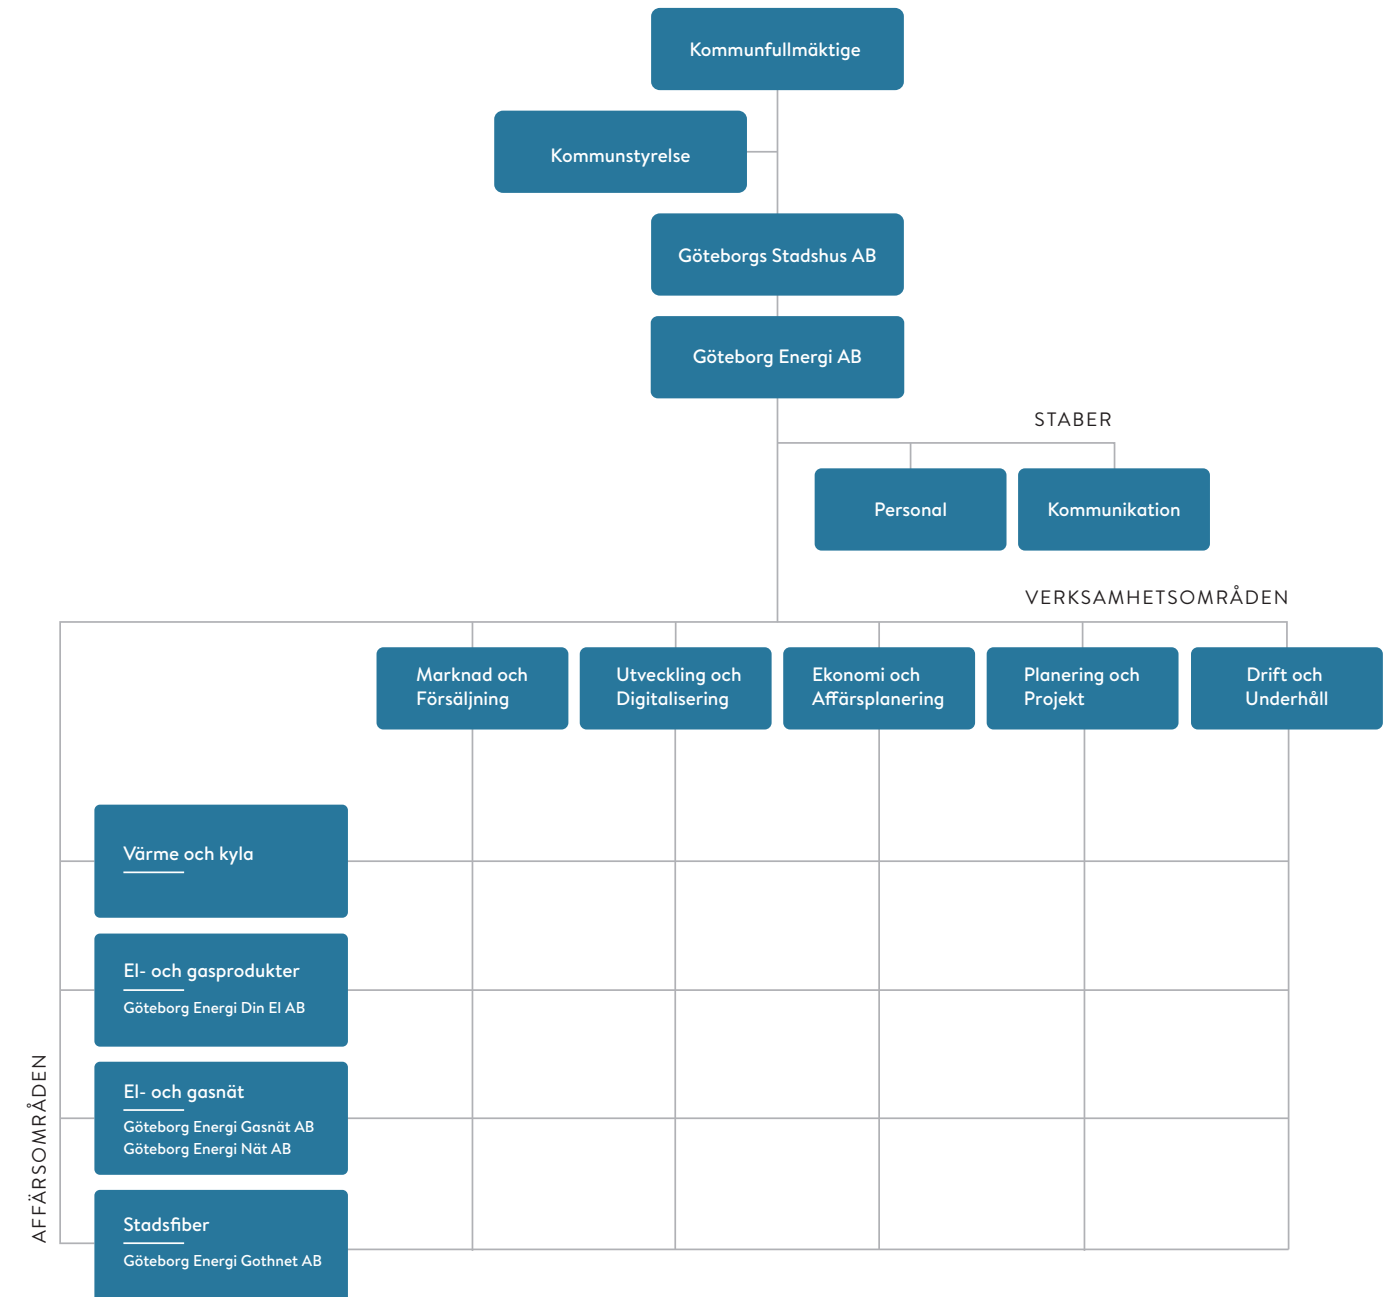 Kommunfullmäktige
Kommunstyrelse
Göteborgs Stadshus AB
Göteborg Energi AB
STABER
Personal
Kommunikation
VERKSAMHETSOMRÅDEN
Marknad och
Försäljning
Utveckling och
Digitalisering
Ekonomi och
Affärsplanering
Planering och
Projekt
Drift och
Underhåll
AFFÄRSOMRÅDEN
Värme och kyla
El- och gasprodukter
Göteborg Energi Din El AB
El- och gasnät
Göteborg Energi Gasnät AB
Göteborg Energi Nät AB
Stadsfiber
Göteborg Energi Gothnet AB